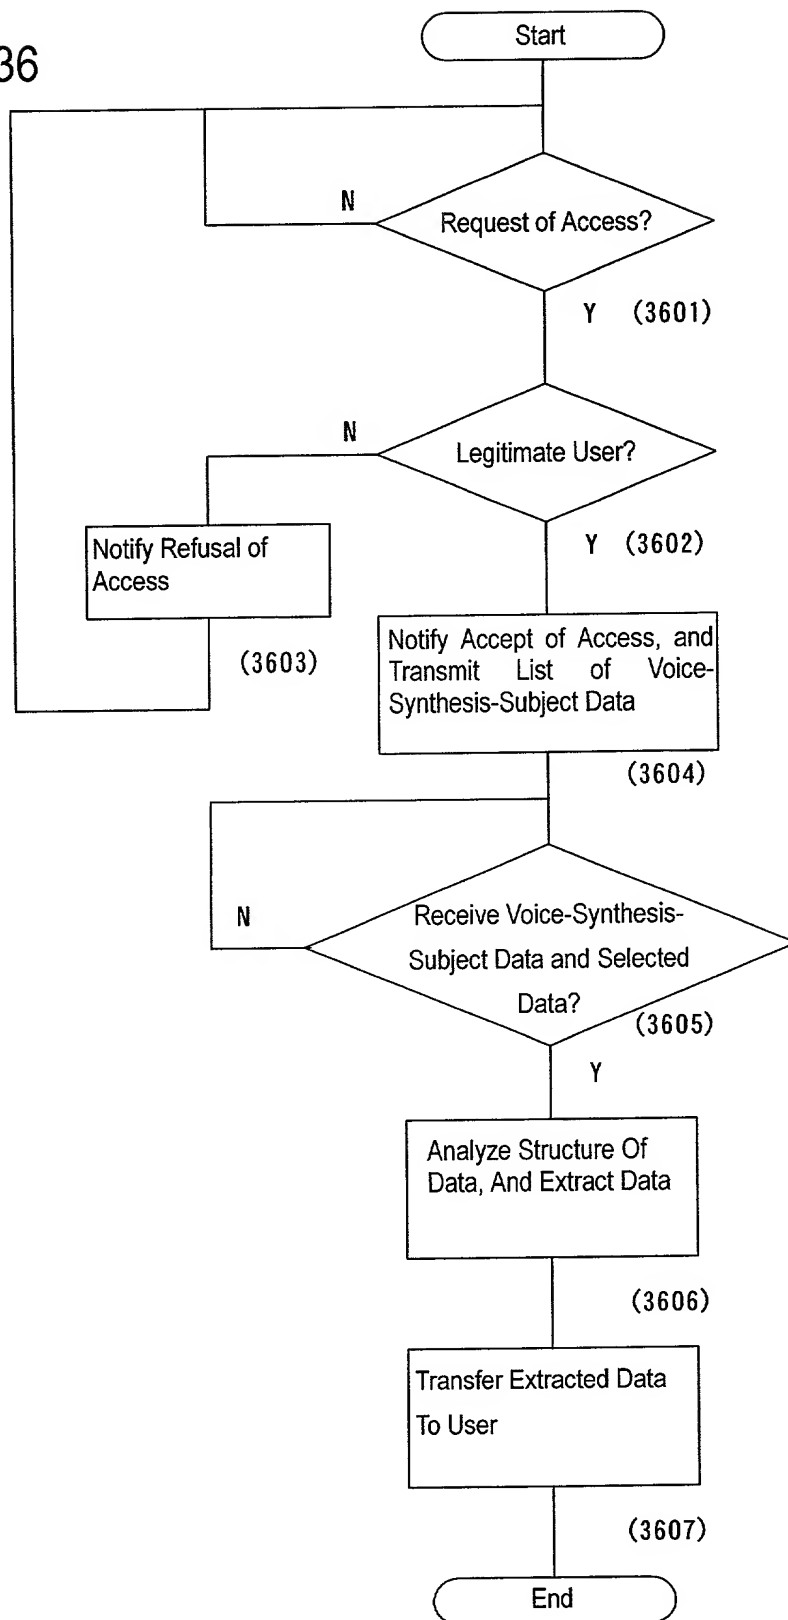 36
Start
N
Request of Access?
Y (3601)
N
Legitimate User?
Y (3602)
Notify Refusal of
Access
(3603)
Notify Accept of Access, and
Transmit List of Voice-
Synthesis-Subject Data
(3604)
N
Receive Voice-Synthesis-
Subject Data and Selected
Data?
(3605)
Y
Analyze Structure Of
Data, And Extract Data
(3606)
Transfer Extracted Data
To User
(3607)
End